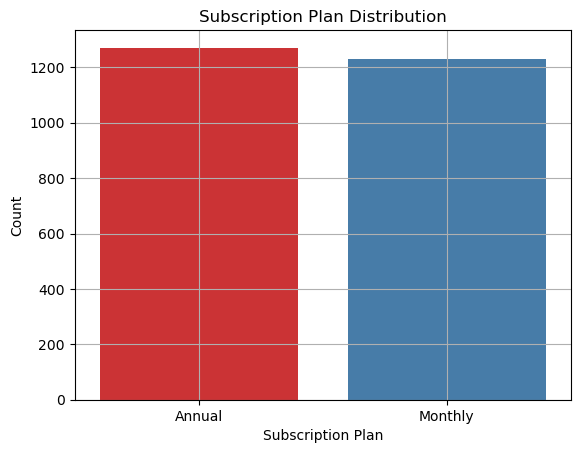 Subscription Plan Distribution
1200
1000
800
600
400
200
0
Count
Annual
Monthly
Subscription Plan